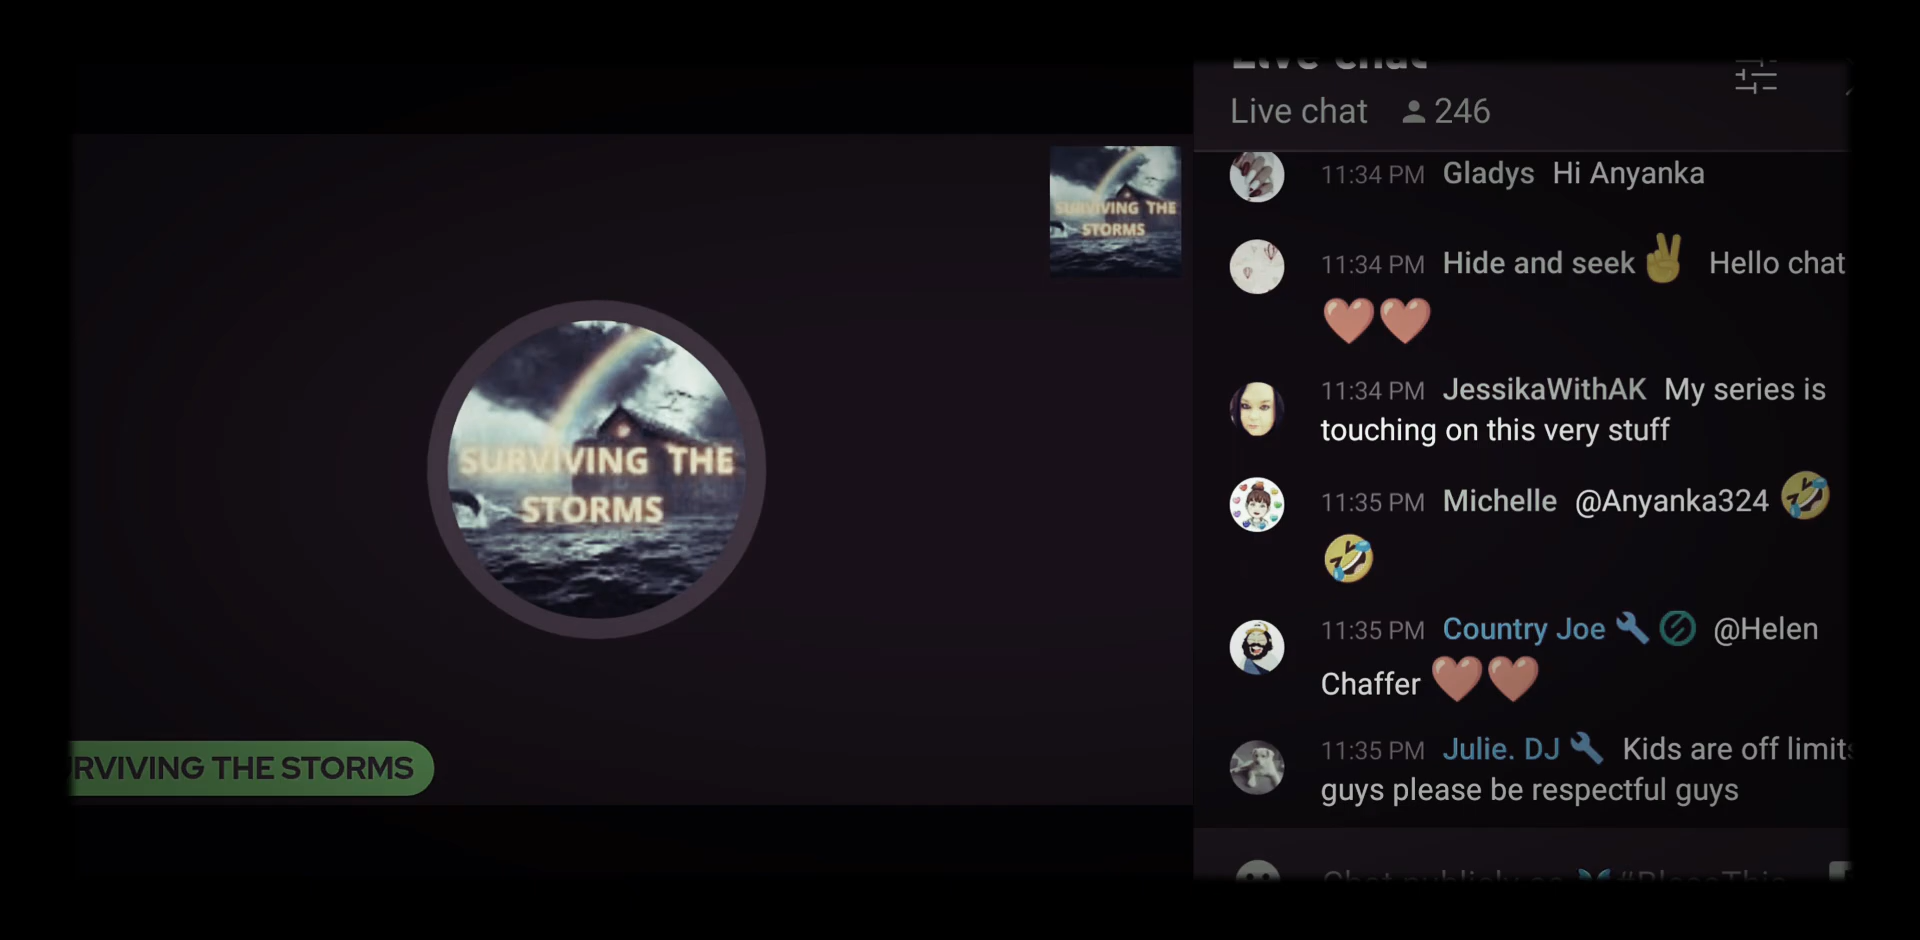 SURVIVING THE
STORMS
SURVIVING THE
STORMS
RVIVING THE STORMS
Live chat
Live chat 246
11:34 PM Gladys Hi Anyanka
11:34 PM Hide and seek ✌ Hello chat
❤️❤️
11:34 PM JessikaWithAK My series is
touching on this very stuff
11:35 PM Michelle @Anyanka324 🤣
🤣
11:35 PM Country Joe 🔧 @Helen
Chaffer ❤️❤️
11:35 PM Julie. DJ 🔧 Kids are off limits
guys please be respectful guys